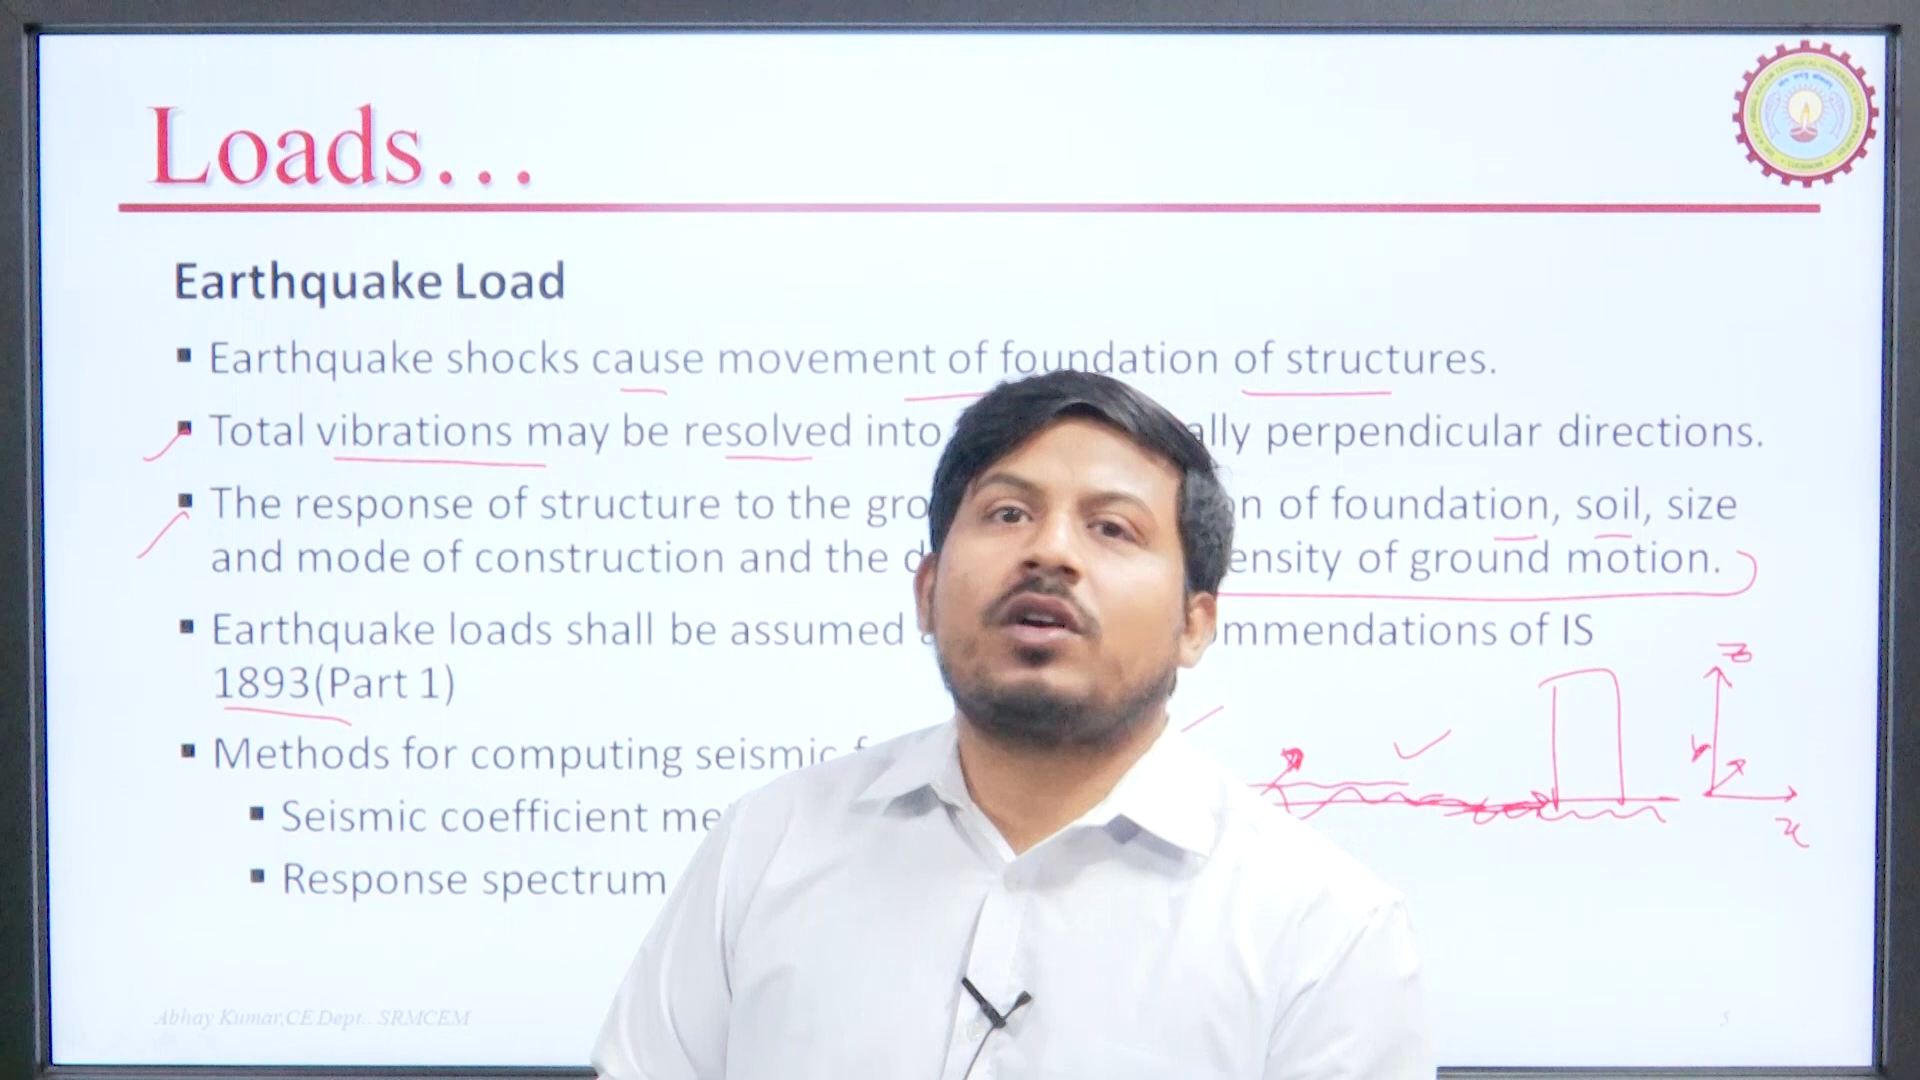 Loads...
Earthquake Load
▪ Earthquake shocks cause movement of foundation of structures.
▪ Total vibrations may be resolved into ally perpendicular directions.
▪ The response of structure to the gro n of foundation, soil, size
and mode of construction and the d ensity of ground motion.
▪ Earthquake loads shall be assumed ommendations of IS
1893(Part 1)
▪ Methods for computing seismic f
▪ Seismic coefficient me
▪ Response spectrum
z
y
x
Abhay Kumar,CE Dept.. SRMCEM
5